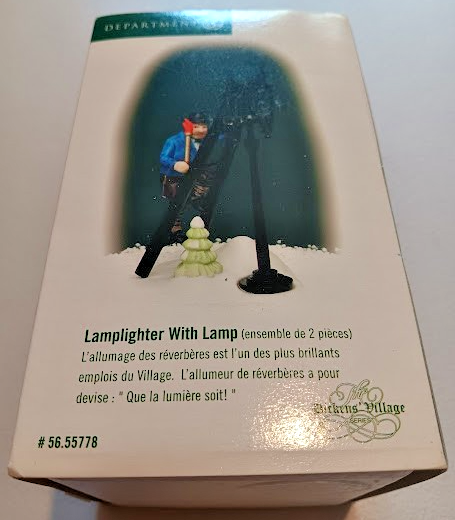 DEPARTMENT
Lamplighter With Lamp (ensemble de 2 pièces)
L'allumage des réverbères est l'un des plus brillants
emplois du Village. L'allumeur de réverbères a pour
devise : " Que la lumière soit! "
The
Dickens' Village
SERIES
# 56.55778